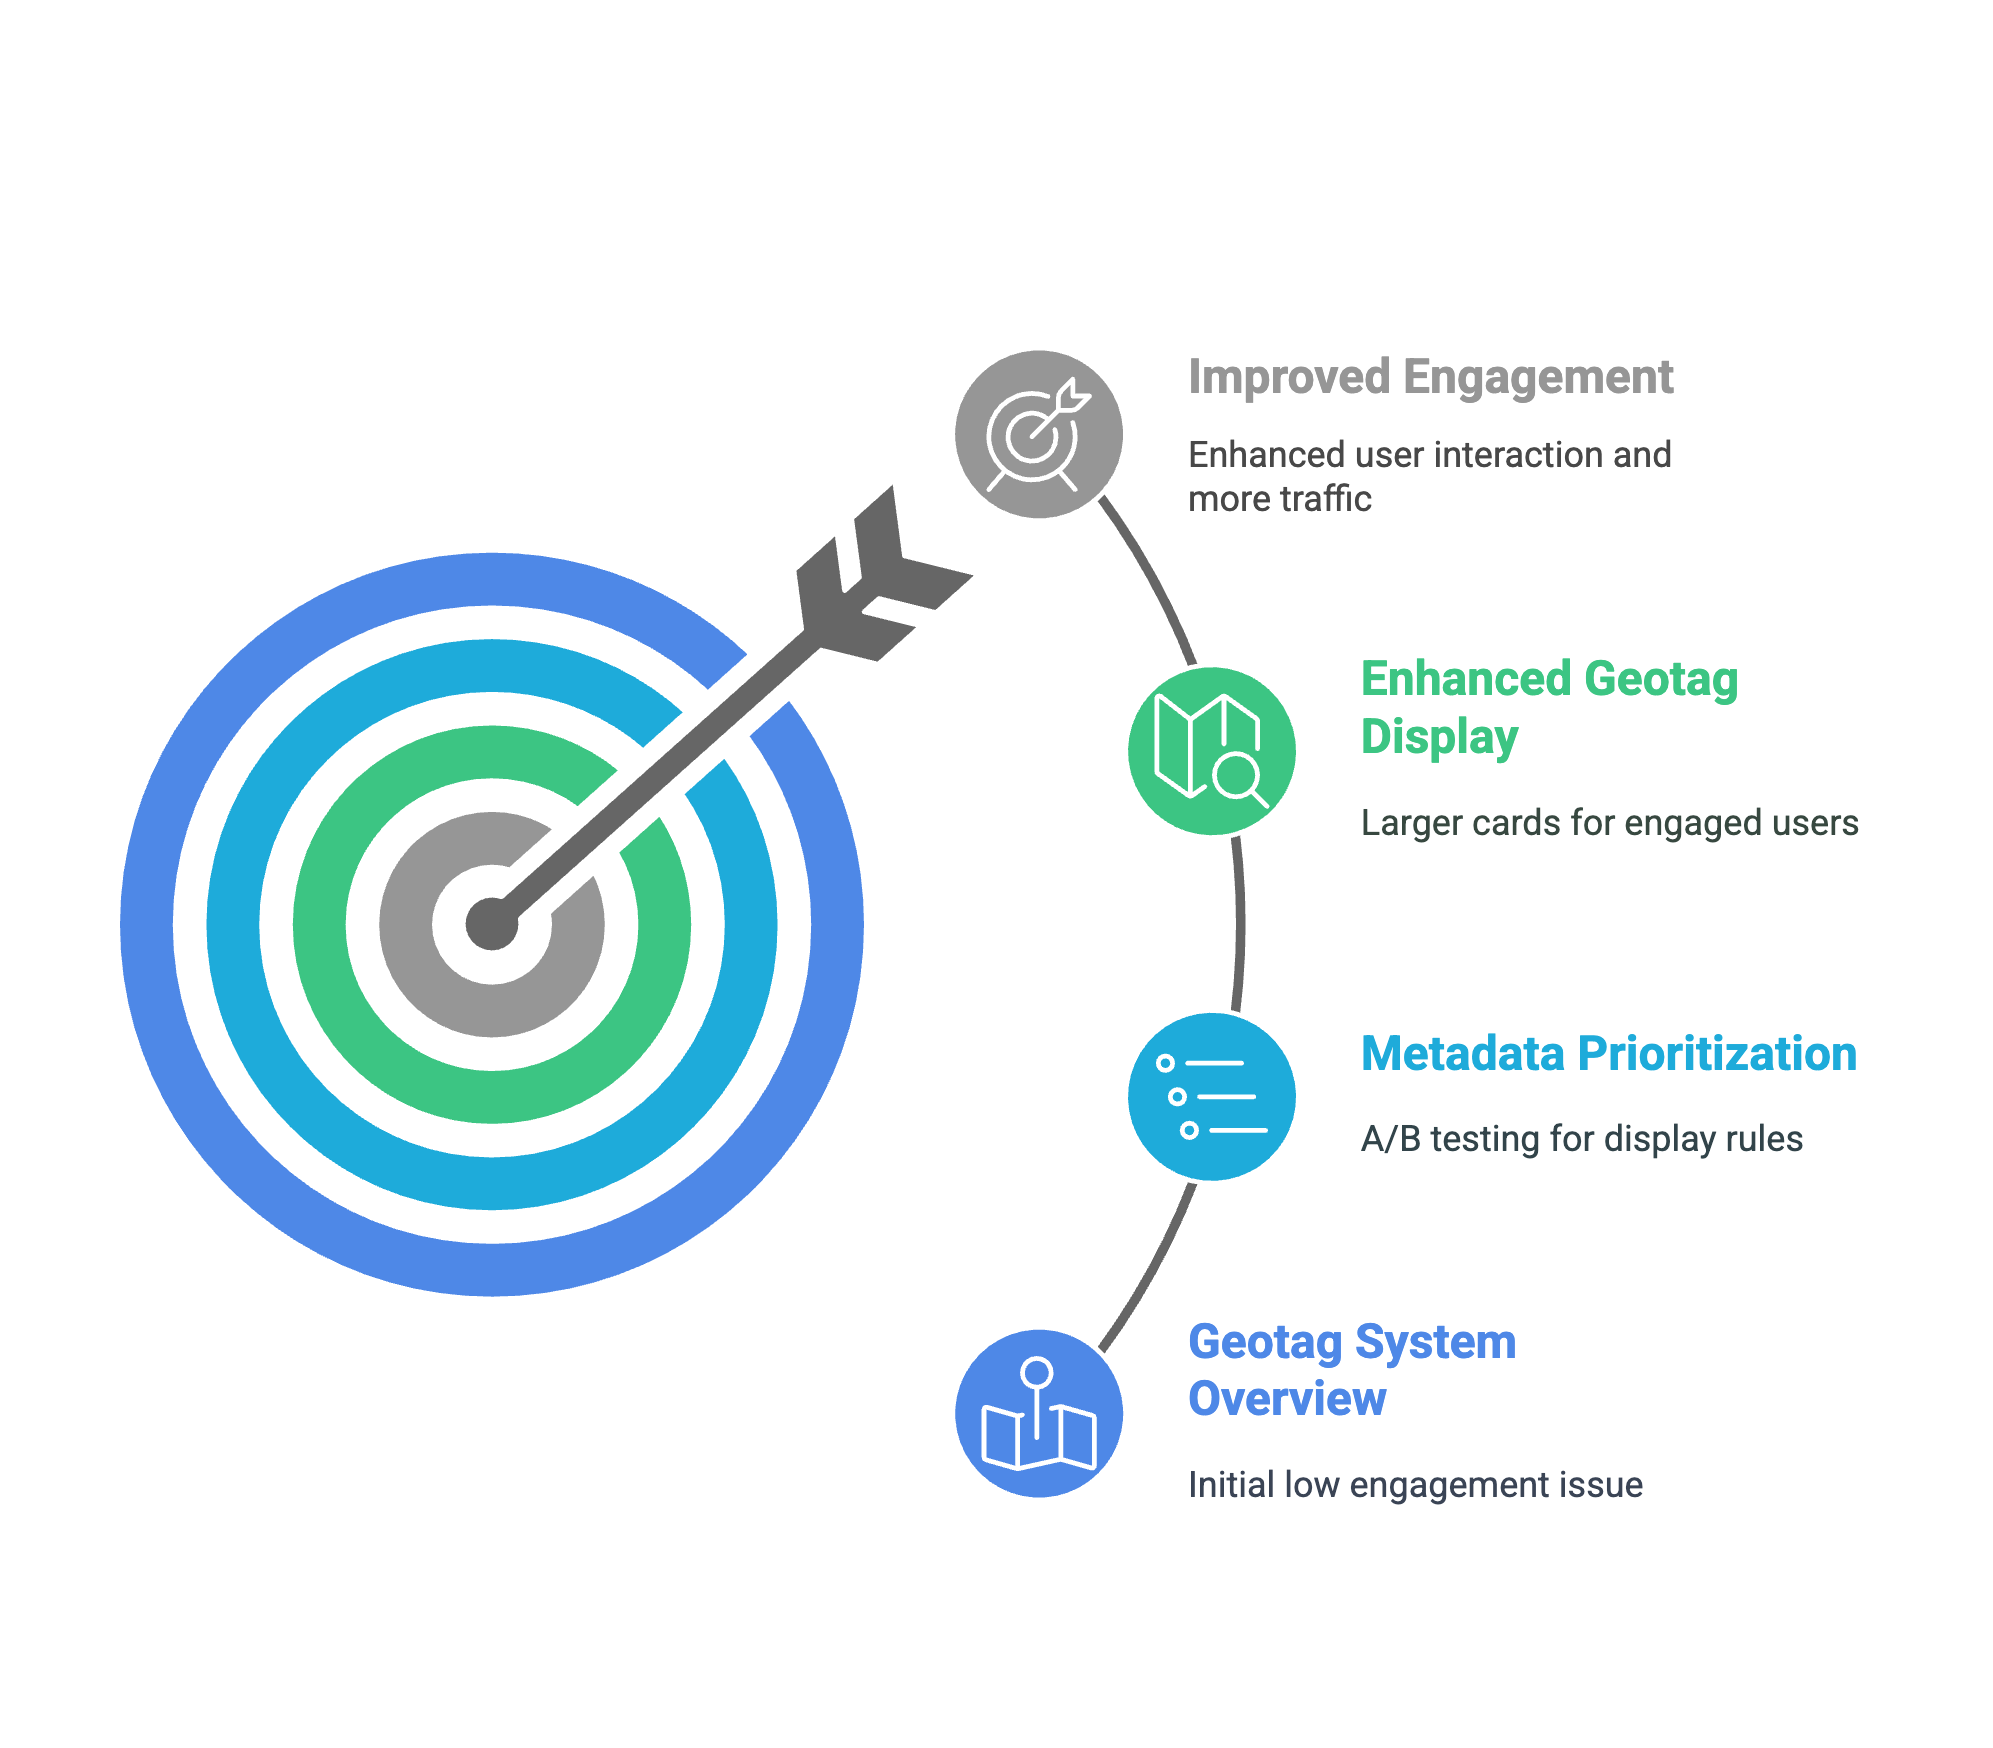 Improved Engagement
Enhanced user interaction and
more traffic
Enhanced Geotag
Display
Larger cards for engaged users
Metadata Prioritization
A/B testing for display rules
Geotag System
Overview
Initial low engagement issue